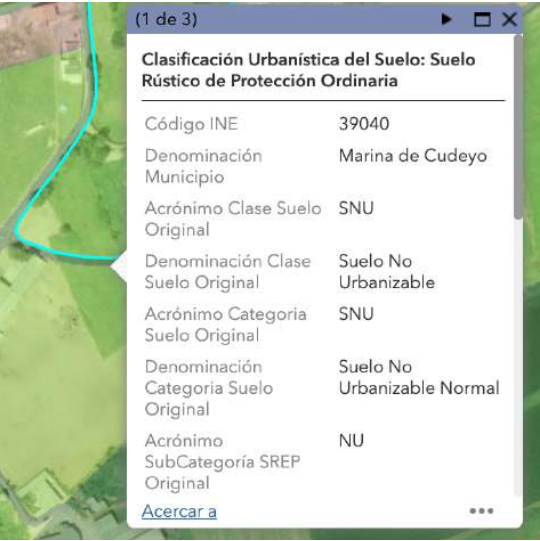 (1 de 3)
Clasificación Urbanística del Suelo: Suelo
Rústico de Protección Ordinaria
Código INE 39040
Denominación Marina de Cudeyo
Municipio
Acrónimo Clase Suelo SNU
Original
Denominación Clase Suelo No
Suelo Original Urbanizable
Acrónimo Categoria SNU
Suelo Original
Denominación Suelo No
Categoria Suelo Urbanizable Normal
Original
Acrónimo NU
SubCategoría SREP
Original
Acercar a